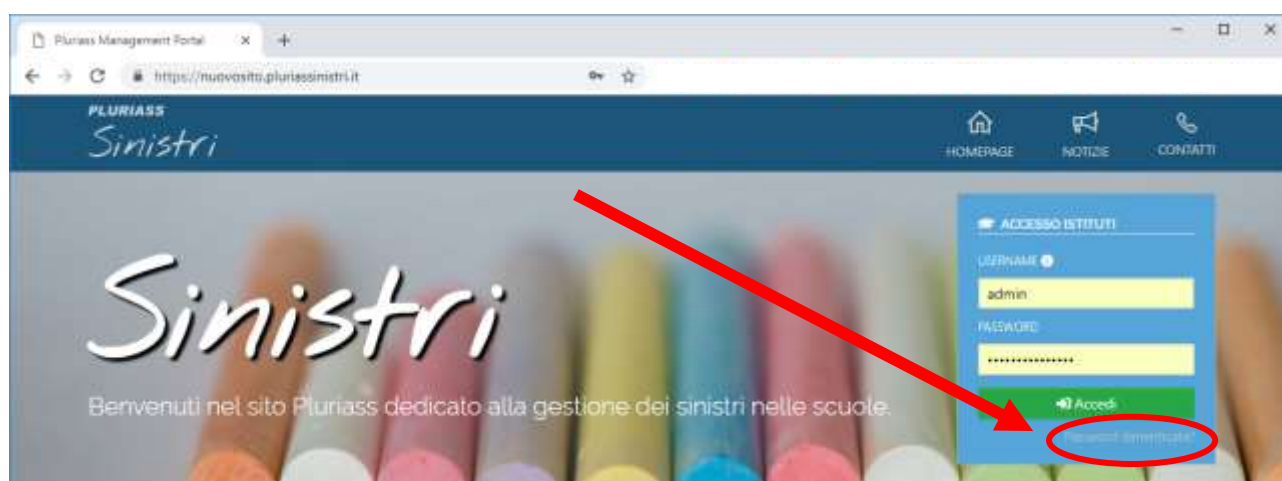 Pluriass Management Portal
https://nuovosito.pluriassinistri.it
PLURIASS
Sinistri
HOMEPAGE
NOTIZIE
CONTATTI
ACCESSO ISTITUTI
USERNAME
admin
PASSWORD
•••••••••••••••
Accedi
Password dimenticata?
Sinistri
Benvenuti nel sito Pluriass dedicato alla gestione dei sinistri nelle scuole.